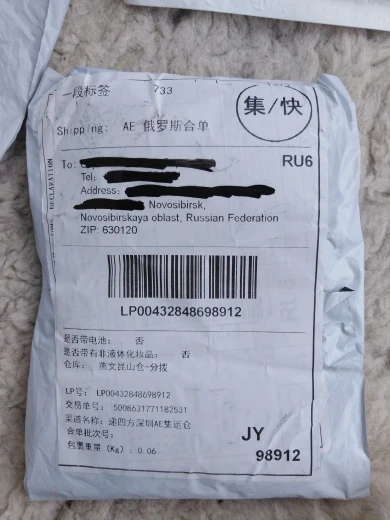 一段标签 733
集/快
Shipping: AE 俄罗斯合单
To:
RU6
Tel:
Address:
Novosibirsk,
Novosibirskaya oblast, Russian Federation
ZIP: 630120
DECLARATION
LP00432848698912
是否带电池: 否
是否带有非液体化妆品: 否
仓库: 燕文昆山仓-分拨
LP号: LP00432848698912
交易单号: 5008631771182531
渠道名称: 递四方深圳AE集运仓
合单批次号:
包裹重量 (Kg): 0.06
JY
98912